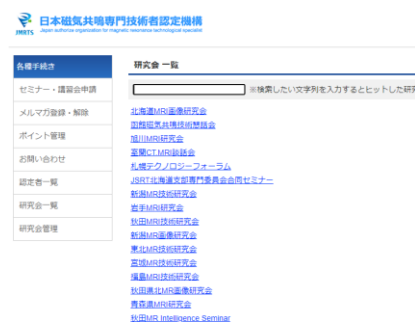 JMRTS
日本磁気共鳴専門技術者認定機構
Japan authorize organization for magnetic resonance technological specialist
各種手続き
セミナー・講習会申請
メルマガ登録・解除
ポイント管理
お問い合わせ
認定者一覧
研究会一覧
研究会管理
研究会 一覧
※検索したい文字列を入力するとヒットした研
北海道MRI画像研究会
函館磁気共鳴技術懇話会
旭川MRI研究会
室蘭CT MRI談話会
札幌テクノロジーフォーラム
JSRT北海道支部専門委員会合同セミナー
新潟MR技術研究会
岩手MRI研究会
秋田MR技術研究会
新潟MR画像研究会
東北MR技術研究会
宮城MR技術研究会
福島MRI技術研究会
秋田県北MR画像研究会
青森県MRI研究会
秋田MR Intelligence Seminar